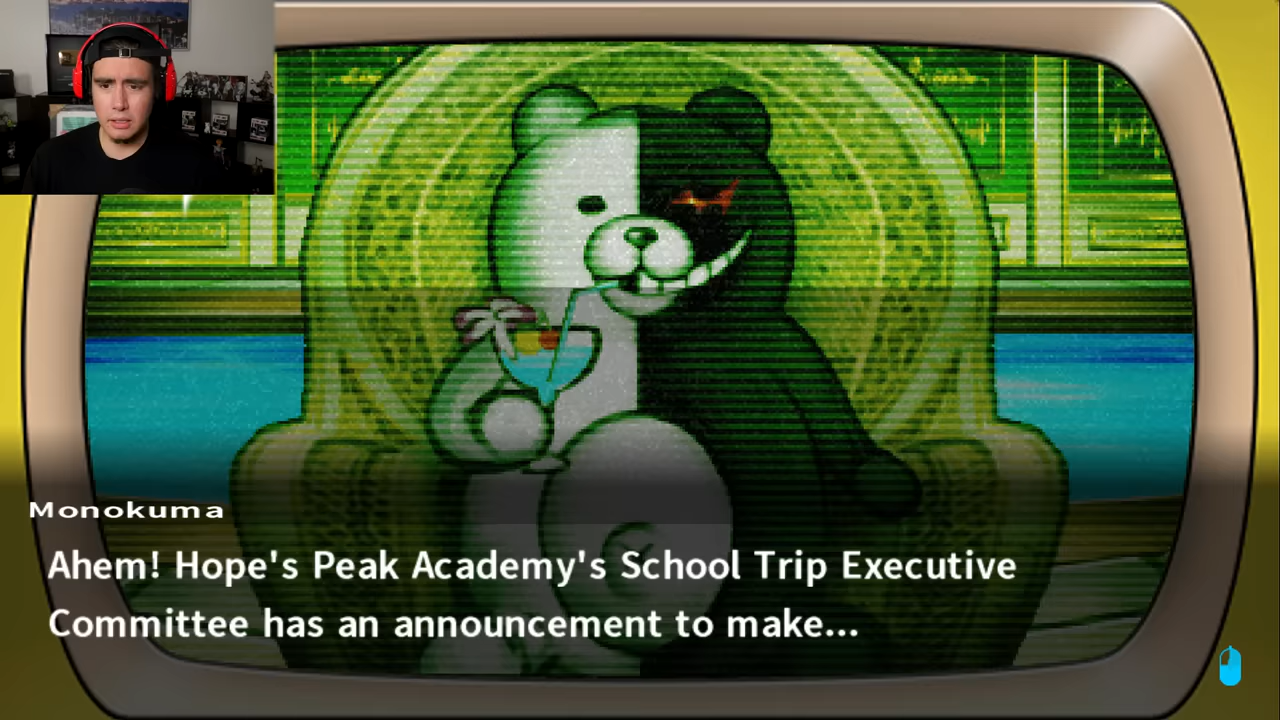 Monokuma
Ahem! Hope's Peak Academy's School Trip Executive
Committee has an announcement to make...